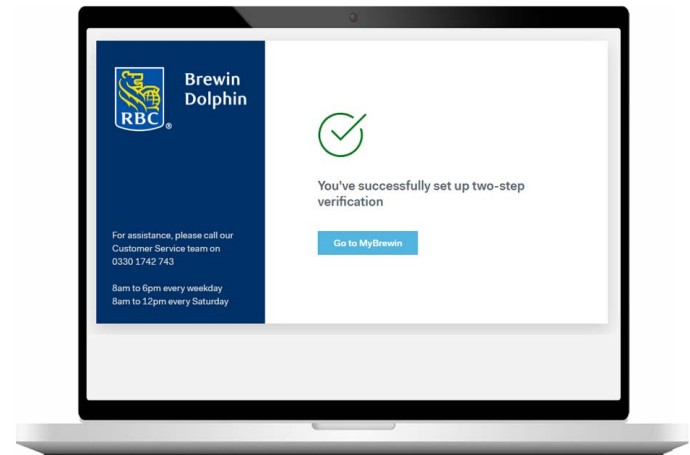 Brewin
Dolphin
RBC
®
For assistance, please call our
Customer Service team on
0330 1742 743
8am to 6pm every weekday
8am to 12pm every Saturday
You've successfully set up two-step
verification
Go to MyBrewin